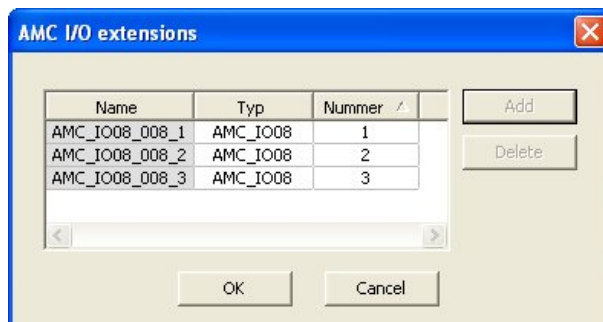 AMC I/O extensions
Name Typ Nummer
AMC_IO08_008_1 AMC_IO08 1
AMC_IO08_008_2 AMC_IO08 2
AMC_IO08_008_3 AMC_IO08 3
Add
Delete
OK Cancel